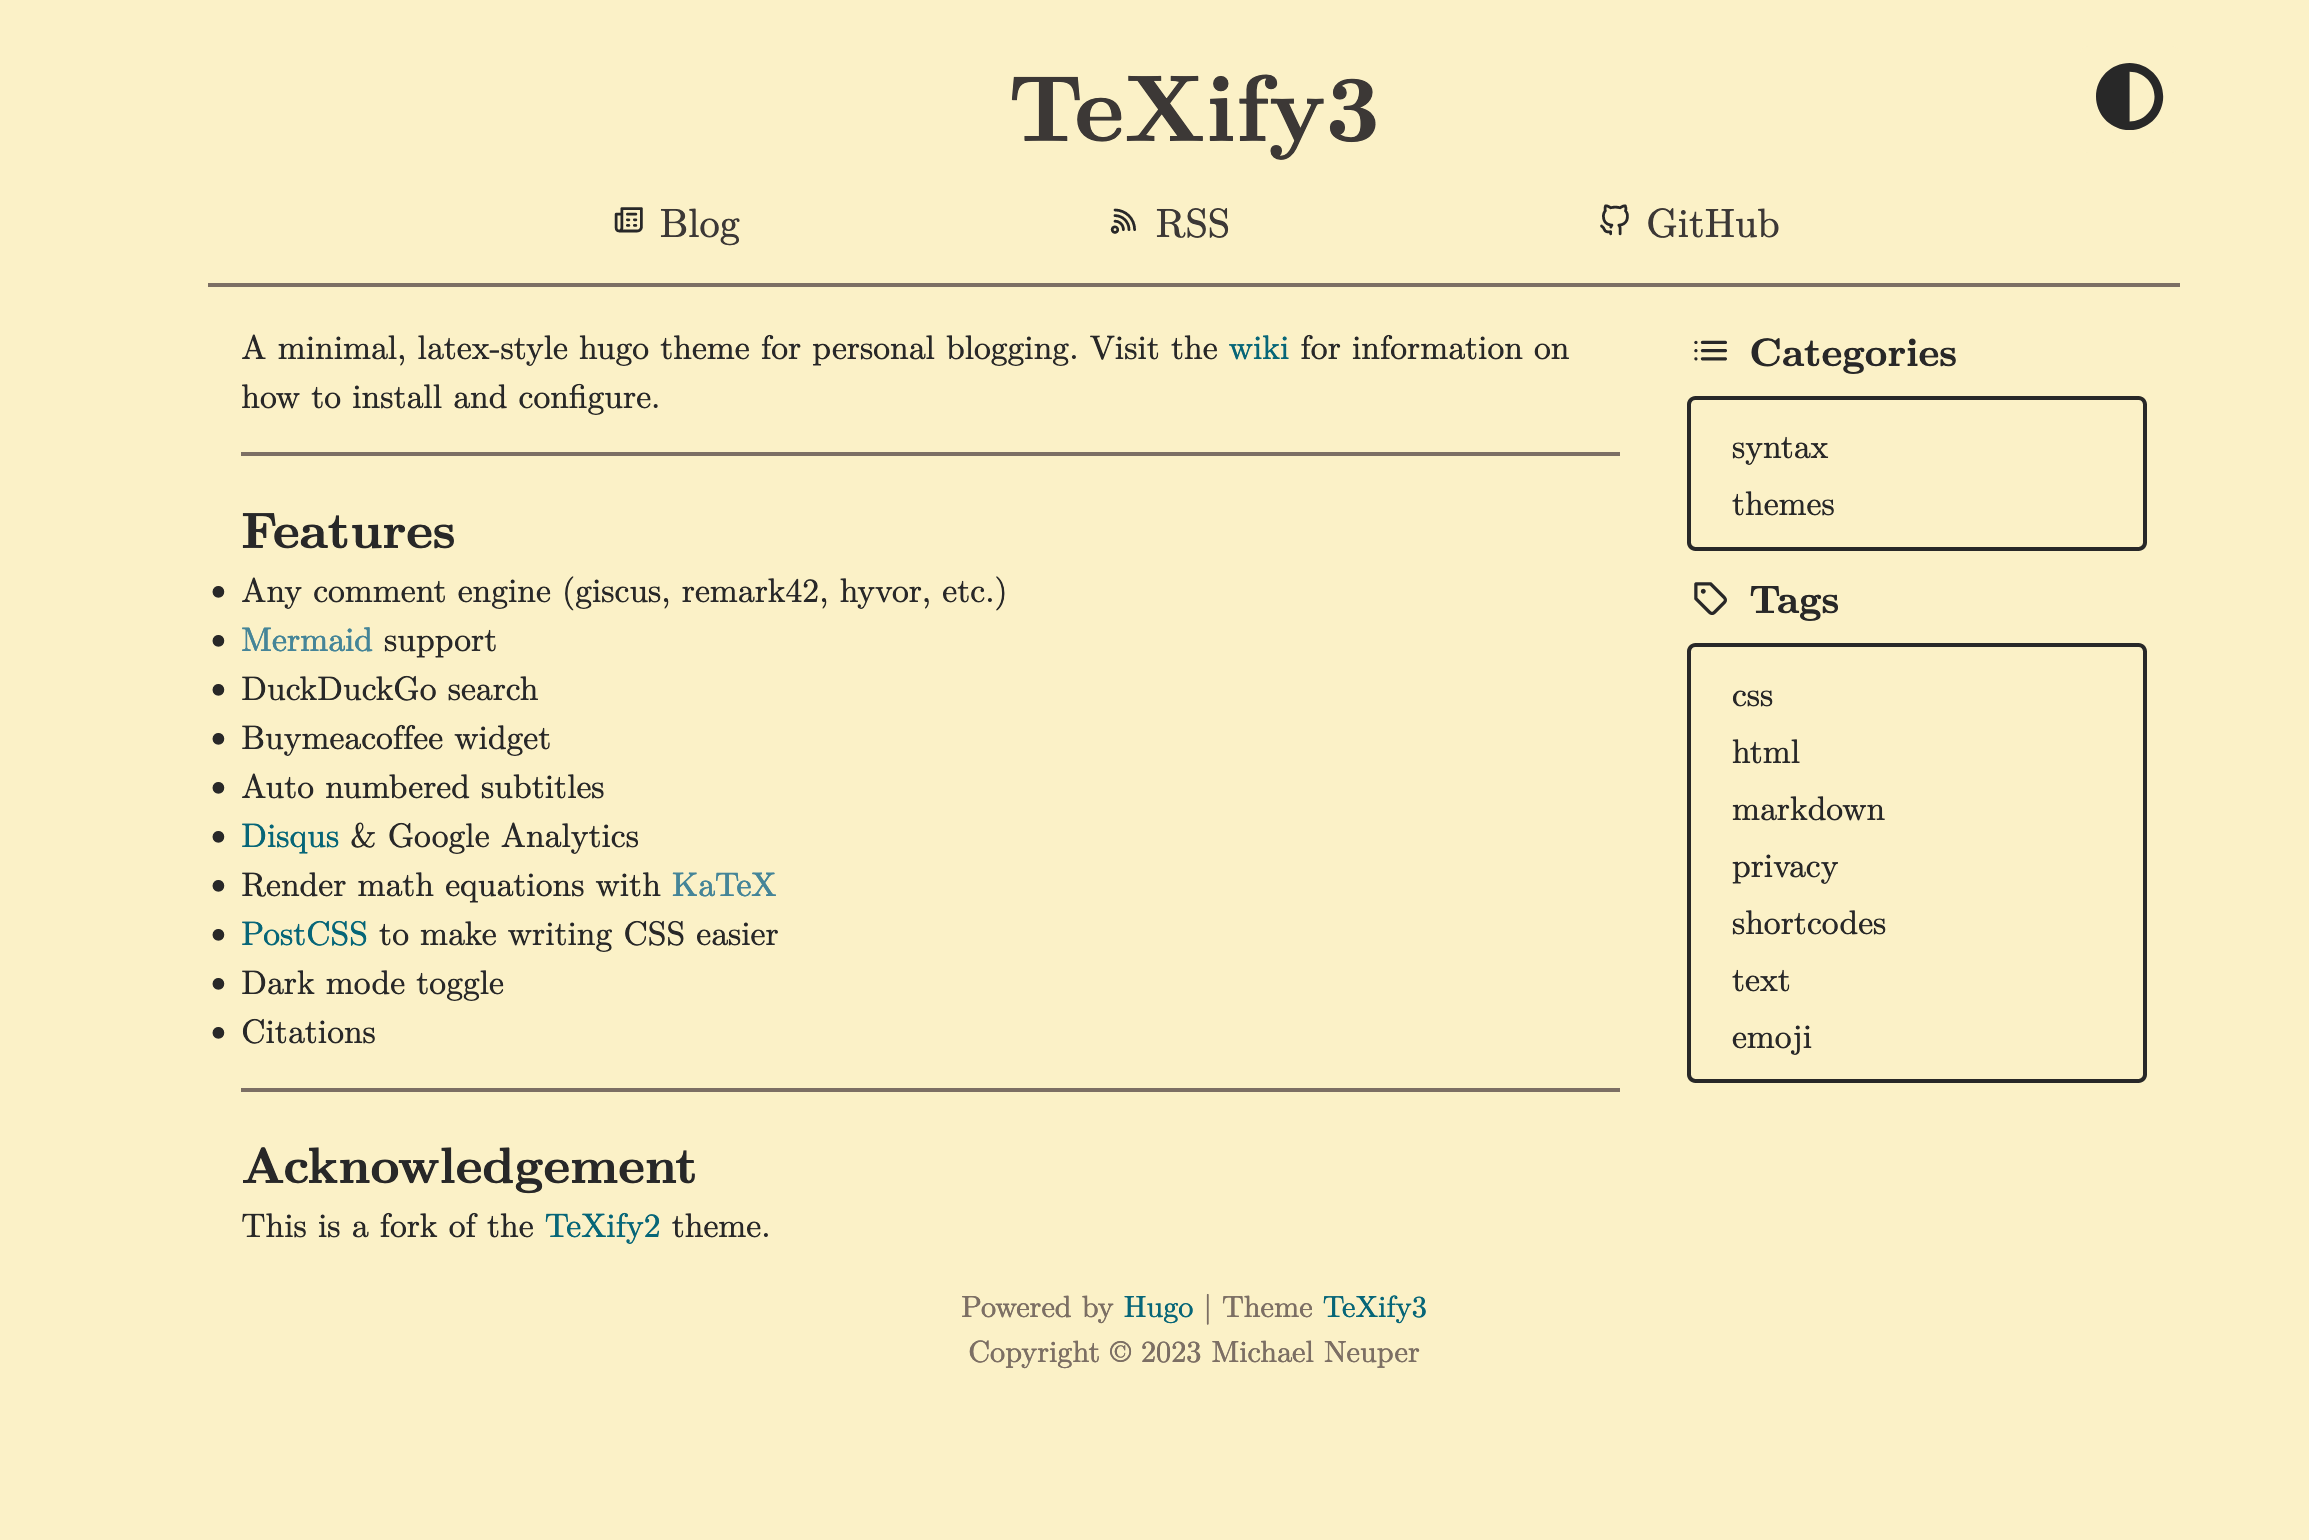 TeXify3
Blog
RSS
GitHub
A minimal, latex-style hugo theme for personal blogging. Visit the wiki for information on
how to install and configure.
Features
Any comment engine (giscus, remark42, hyvor, etc.)
Mermaid support
DuckDuckGo search
Buymeacoffee widget
Auto numbered subtitles
Disqus & Google Analytics
Render math equations with KaTeX
PostCSS to make writing CSS easier
Dark mode toggle
Citations
Acknowledgement
This is a fork of the TeXify2 theme.
Categories
syntax
themes
Tags
css
html
markdown
privacy
shortcodes
text
emoji
Powered by Hugo | Theme TeXify3
Copyright © 2023 Michael Neuper